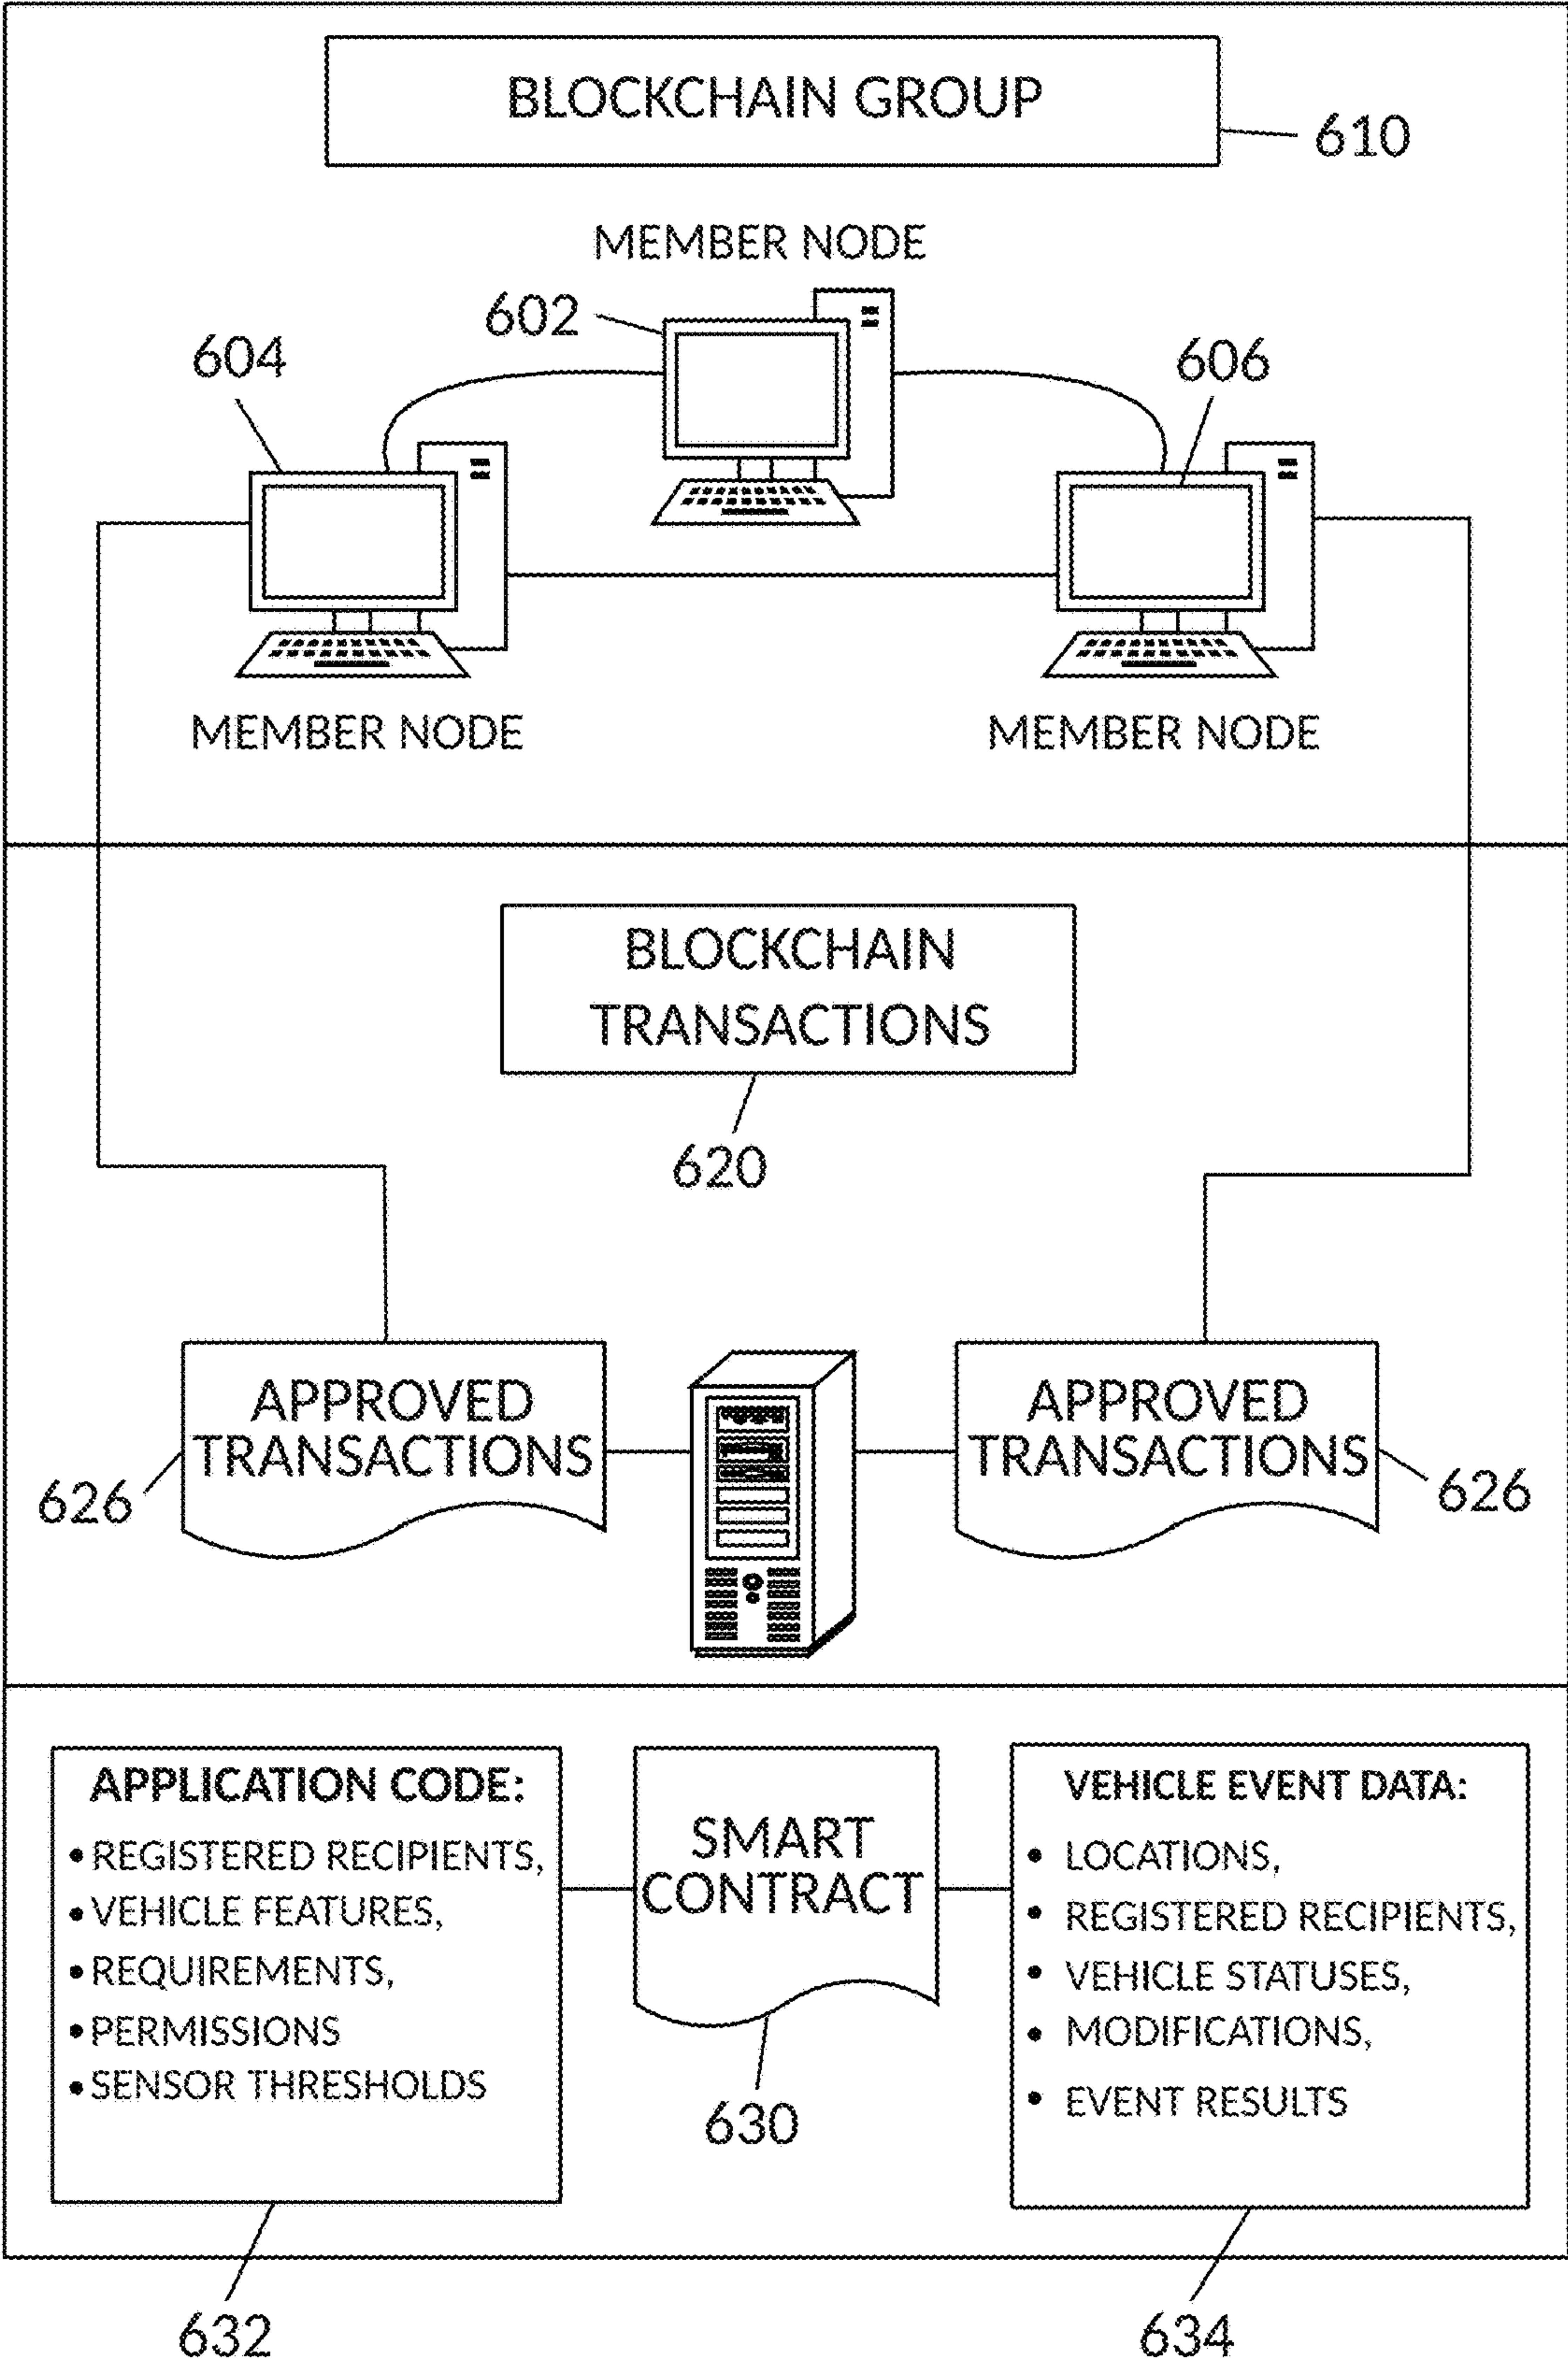 BLOCKCHAIN GROUP
610
MEMBER NODE
602
604
606
MEMBER NODE
MEMBER NODE
BLOCKCHAIN
TRANSACTIONS
620
APPROVED
TRANSACTIONS
626
APPROVED
TRANSACTIONS
626
APPLICATION CODE:
• REGISTERED RECIPIENTS,
• VEHICLE FEATURES,
• REQUIREMENTS,
• PERMISSIONS
• SENSOR THRESHOLDS
632
SMART
CONTRACT
630
VEHICLE EVENT DATA:
• LOCATIONS,
• REGISTERED RECIPIENTS,
• VEHICLE STATUSES,
• MODIFICATIONS,
• EVENT RESULTS
634